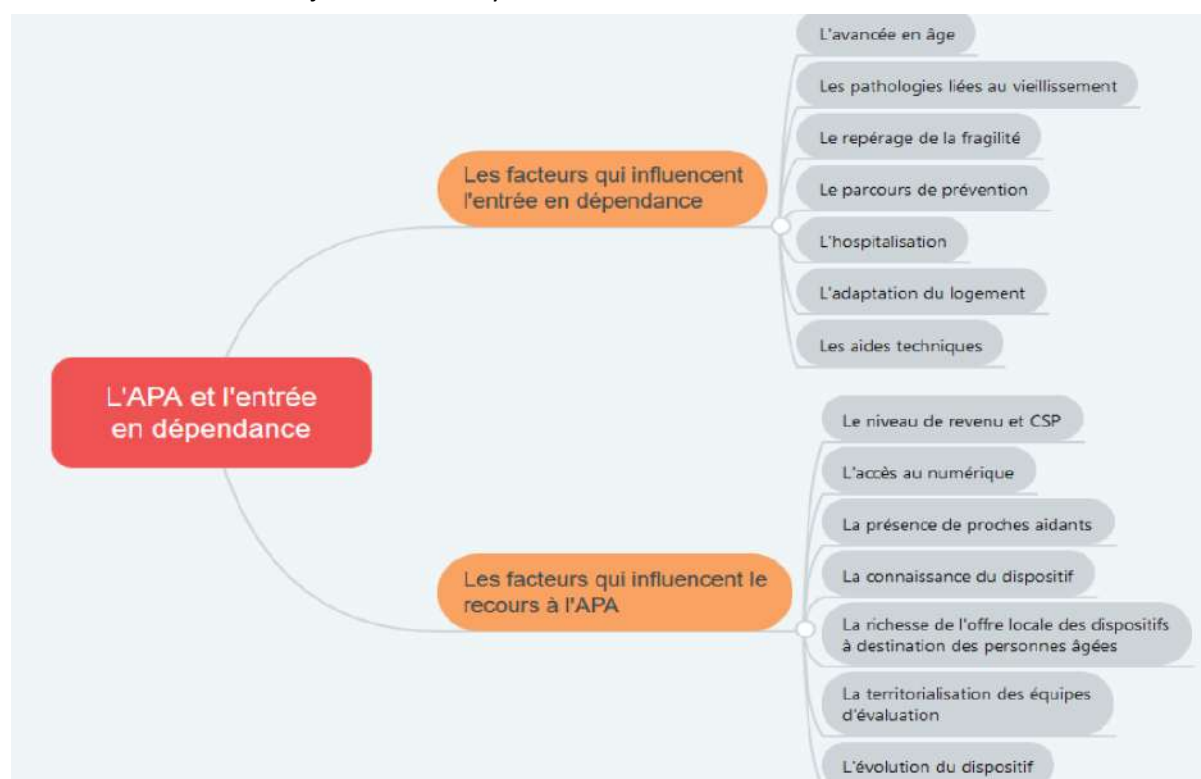 L'avancée en âge
Les pathologies liées au vieillissement
Le repérage de la fragilité
Les facteurs qui influencent
l'entrée en dépendance
Le parcours de prévention
L'hospitalisation
L'adaptation du logement
Les aides techniques
L'APA et l'entrée
en dépendance
Le niveau de revenu et CSP
L'accès au numérique
La présence de proches aidants
Les facteurs qui influencent le
recours à l'APA
La connaissance du dispositif
La richesse de l'offre locale des dispositifs
à destination des personnes âgées
La territorialisation des équipes
d'évaluation
L'évolution du dispositif